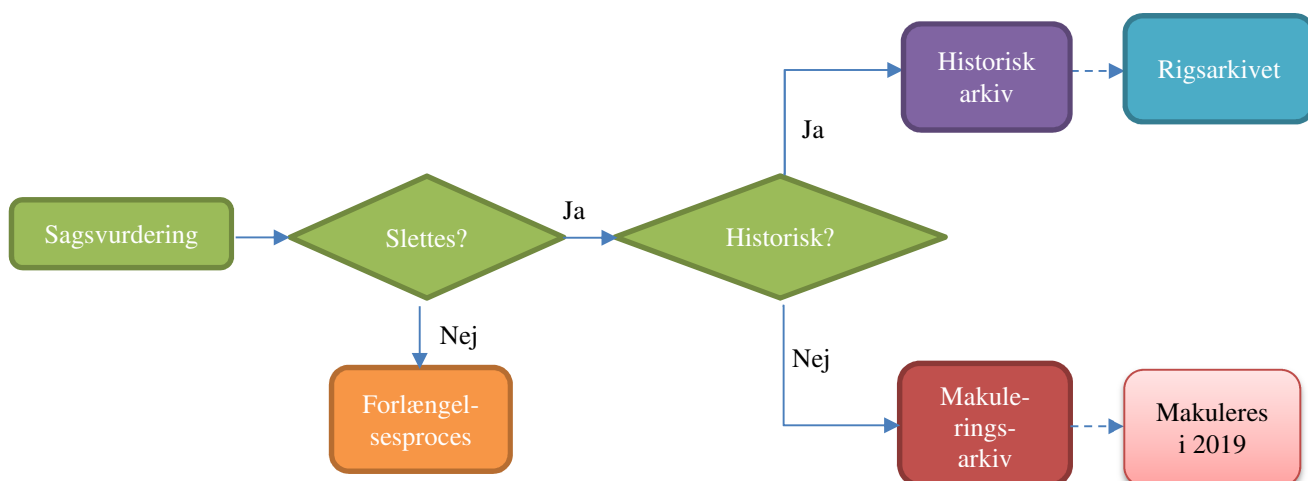 Historisk
arkiv
Rigsarkivet
Ja
Sagsvurdering
Slettes?
Ja
Historisk?
Nej
Forlængel-
sesproces
Nej
Makule-
rings-
arkiv
Makuleres
i 2019